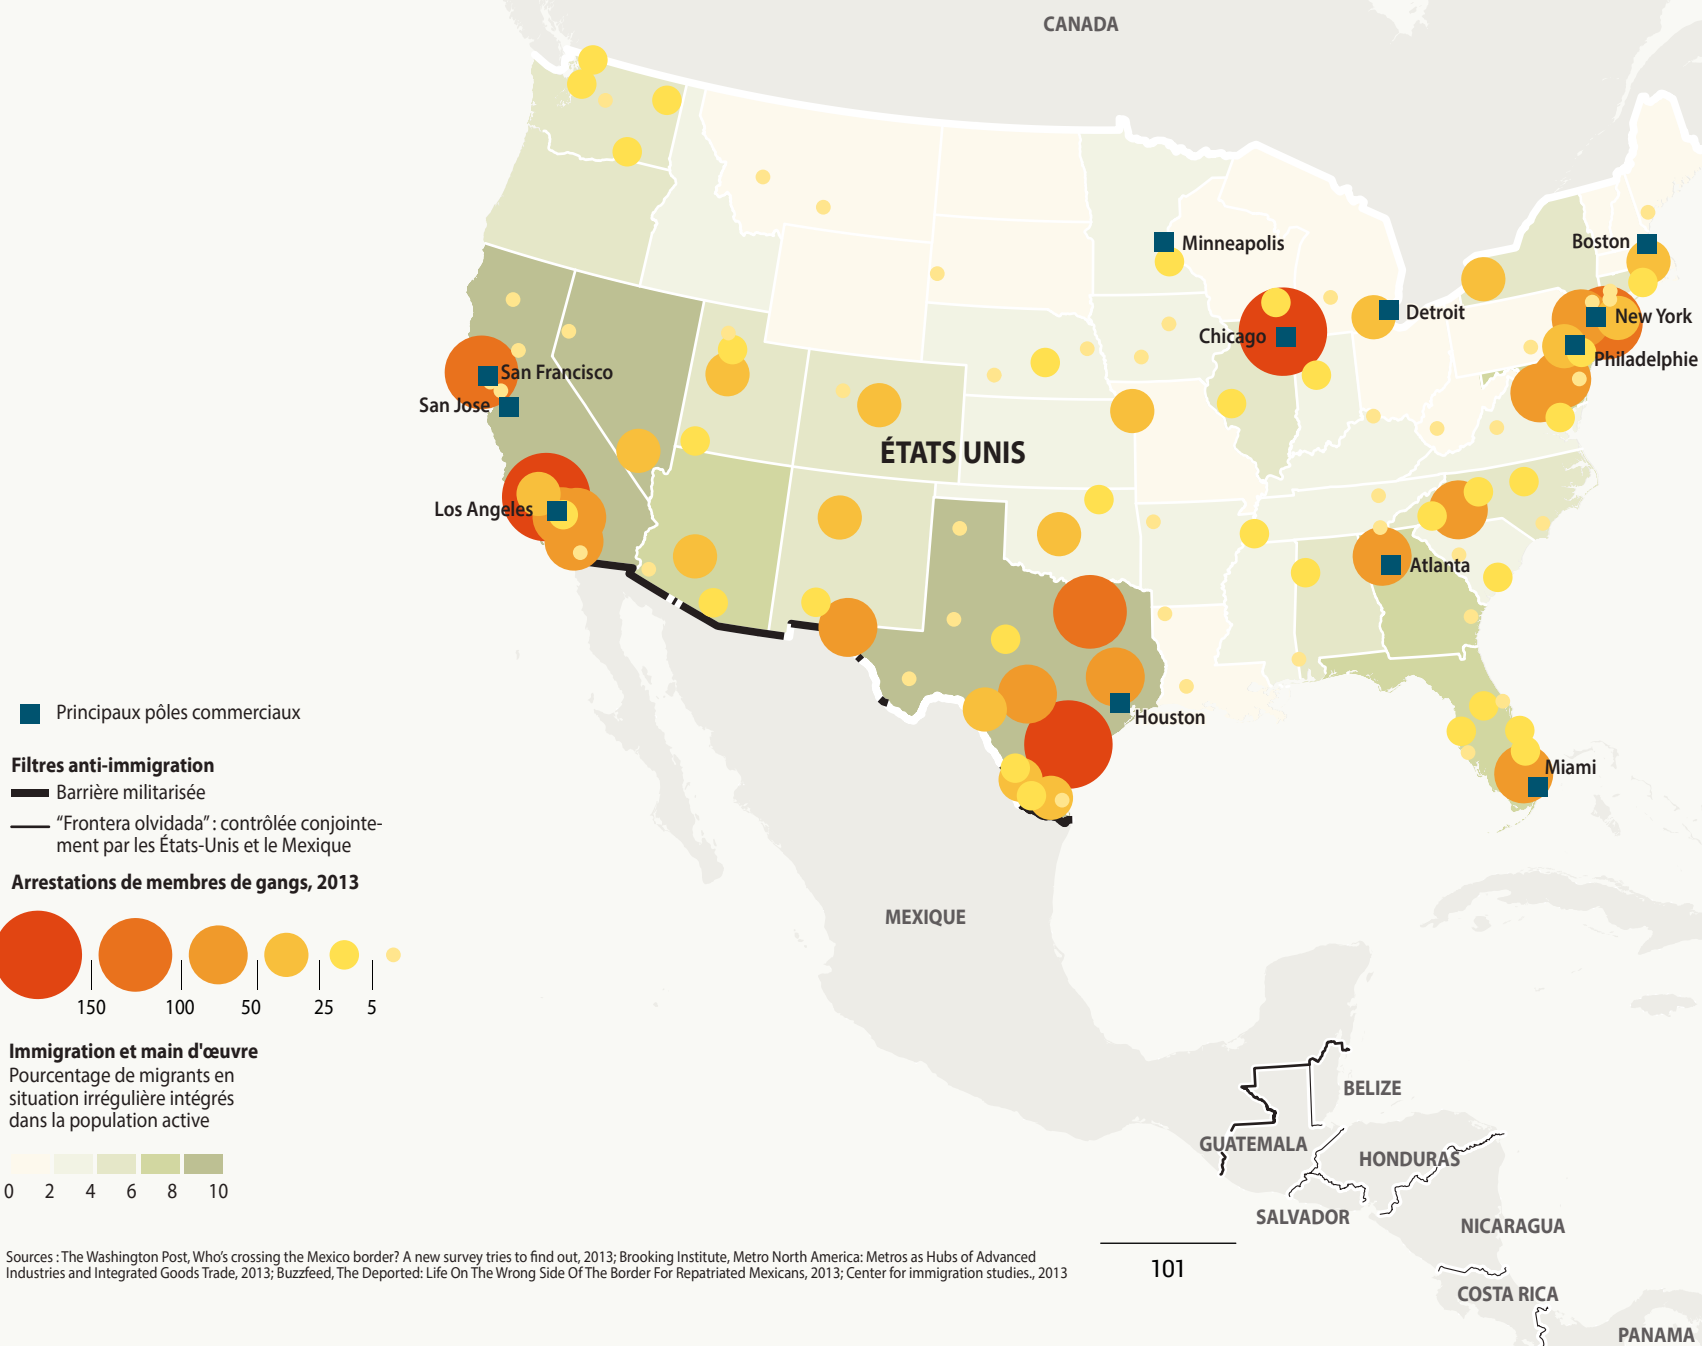 CANADA
Minneapolis
Boston
Detroit
New York
Chicago
Philadelphie
San Francisco
San Jose
ÉTATS UNIS
Los Angeles
Atlanta
Houston
Miami
MEXIQUE
BELIZE
GUATEMALA
HONDURAS
SALVADOR
NICARAGUA
COSTA RICA
PANAMA
Principaux pôles commerciaux
Filtres anti-immigration
Barrière militarisée
“Frontera olvidada” : contrôlée conjointe-
ment par les États-Unis et le Mexique
Arrestations de membres de gangs, 2013
150 100 50 25 5
Immigration et main d'œuvre
Pourcentage de migrants en
situation irrégulière intégrés
dans la population active
0 2 4 6 8 10
Sources : The Washington Post, Who’s crossing the Mexico border? A new survey tries to find out, 2013; Brooking Institute, Metro North America: Metros as Hubs of Advanced
Industries and Integrated Goods Trade, 2013; Buzzfeed, The Deported: Life On The Wrong Side Of The Border For Repatriated Mexicans, 2013; Center for immigration studies., 2013
101